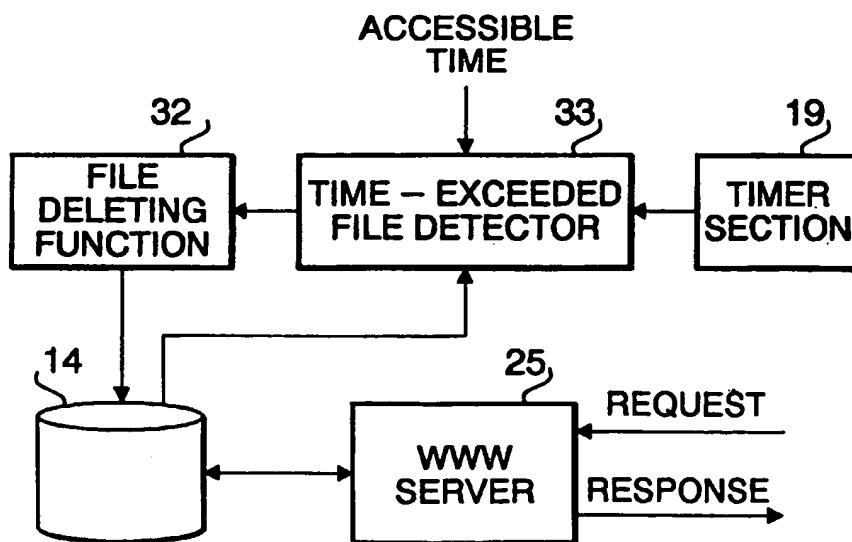 ACCESSIBLE
TIME
32
33
19
FILE
DELETING
FUNCTION
TIME – EXCEEDED
FILE DETECTOR
TIMER
SECTION
14
25
WWW
SERVER
REQUEST
RESPONSE